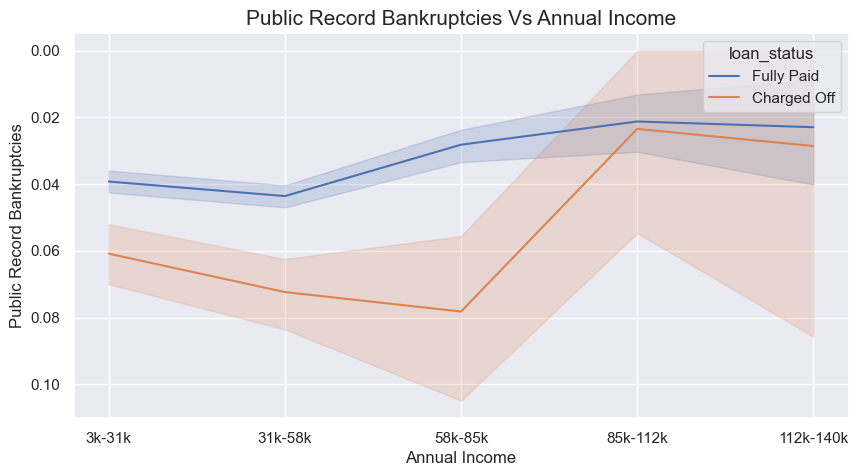 Public Record Bankruptcies Vs Annual Income
loan_status
Fully Paid
Charged Off
Public Record Bankruptcies
0.00
0.02
0.04
0.06
0.08
0.10
3k-31k
31k-58k
58k-85k
85k-112k
112k-140k
Annual Income